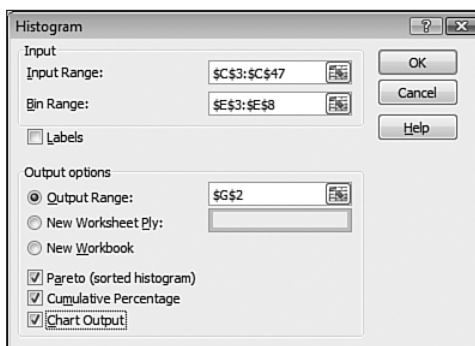 Histogram
Input
Input Range: $C$3:$C$47
Bin Range: $E$3:$E$8
Labels
OK
Cancel
Help
Output options
Output Range: $G$2
New Worksheet Ply:
New Workbook
Pareto (sorted histogram)
Cumulative Percentage
Chart Output